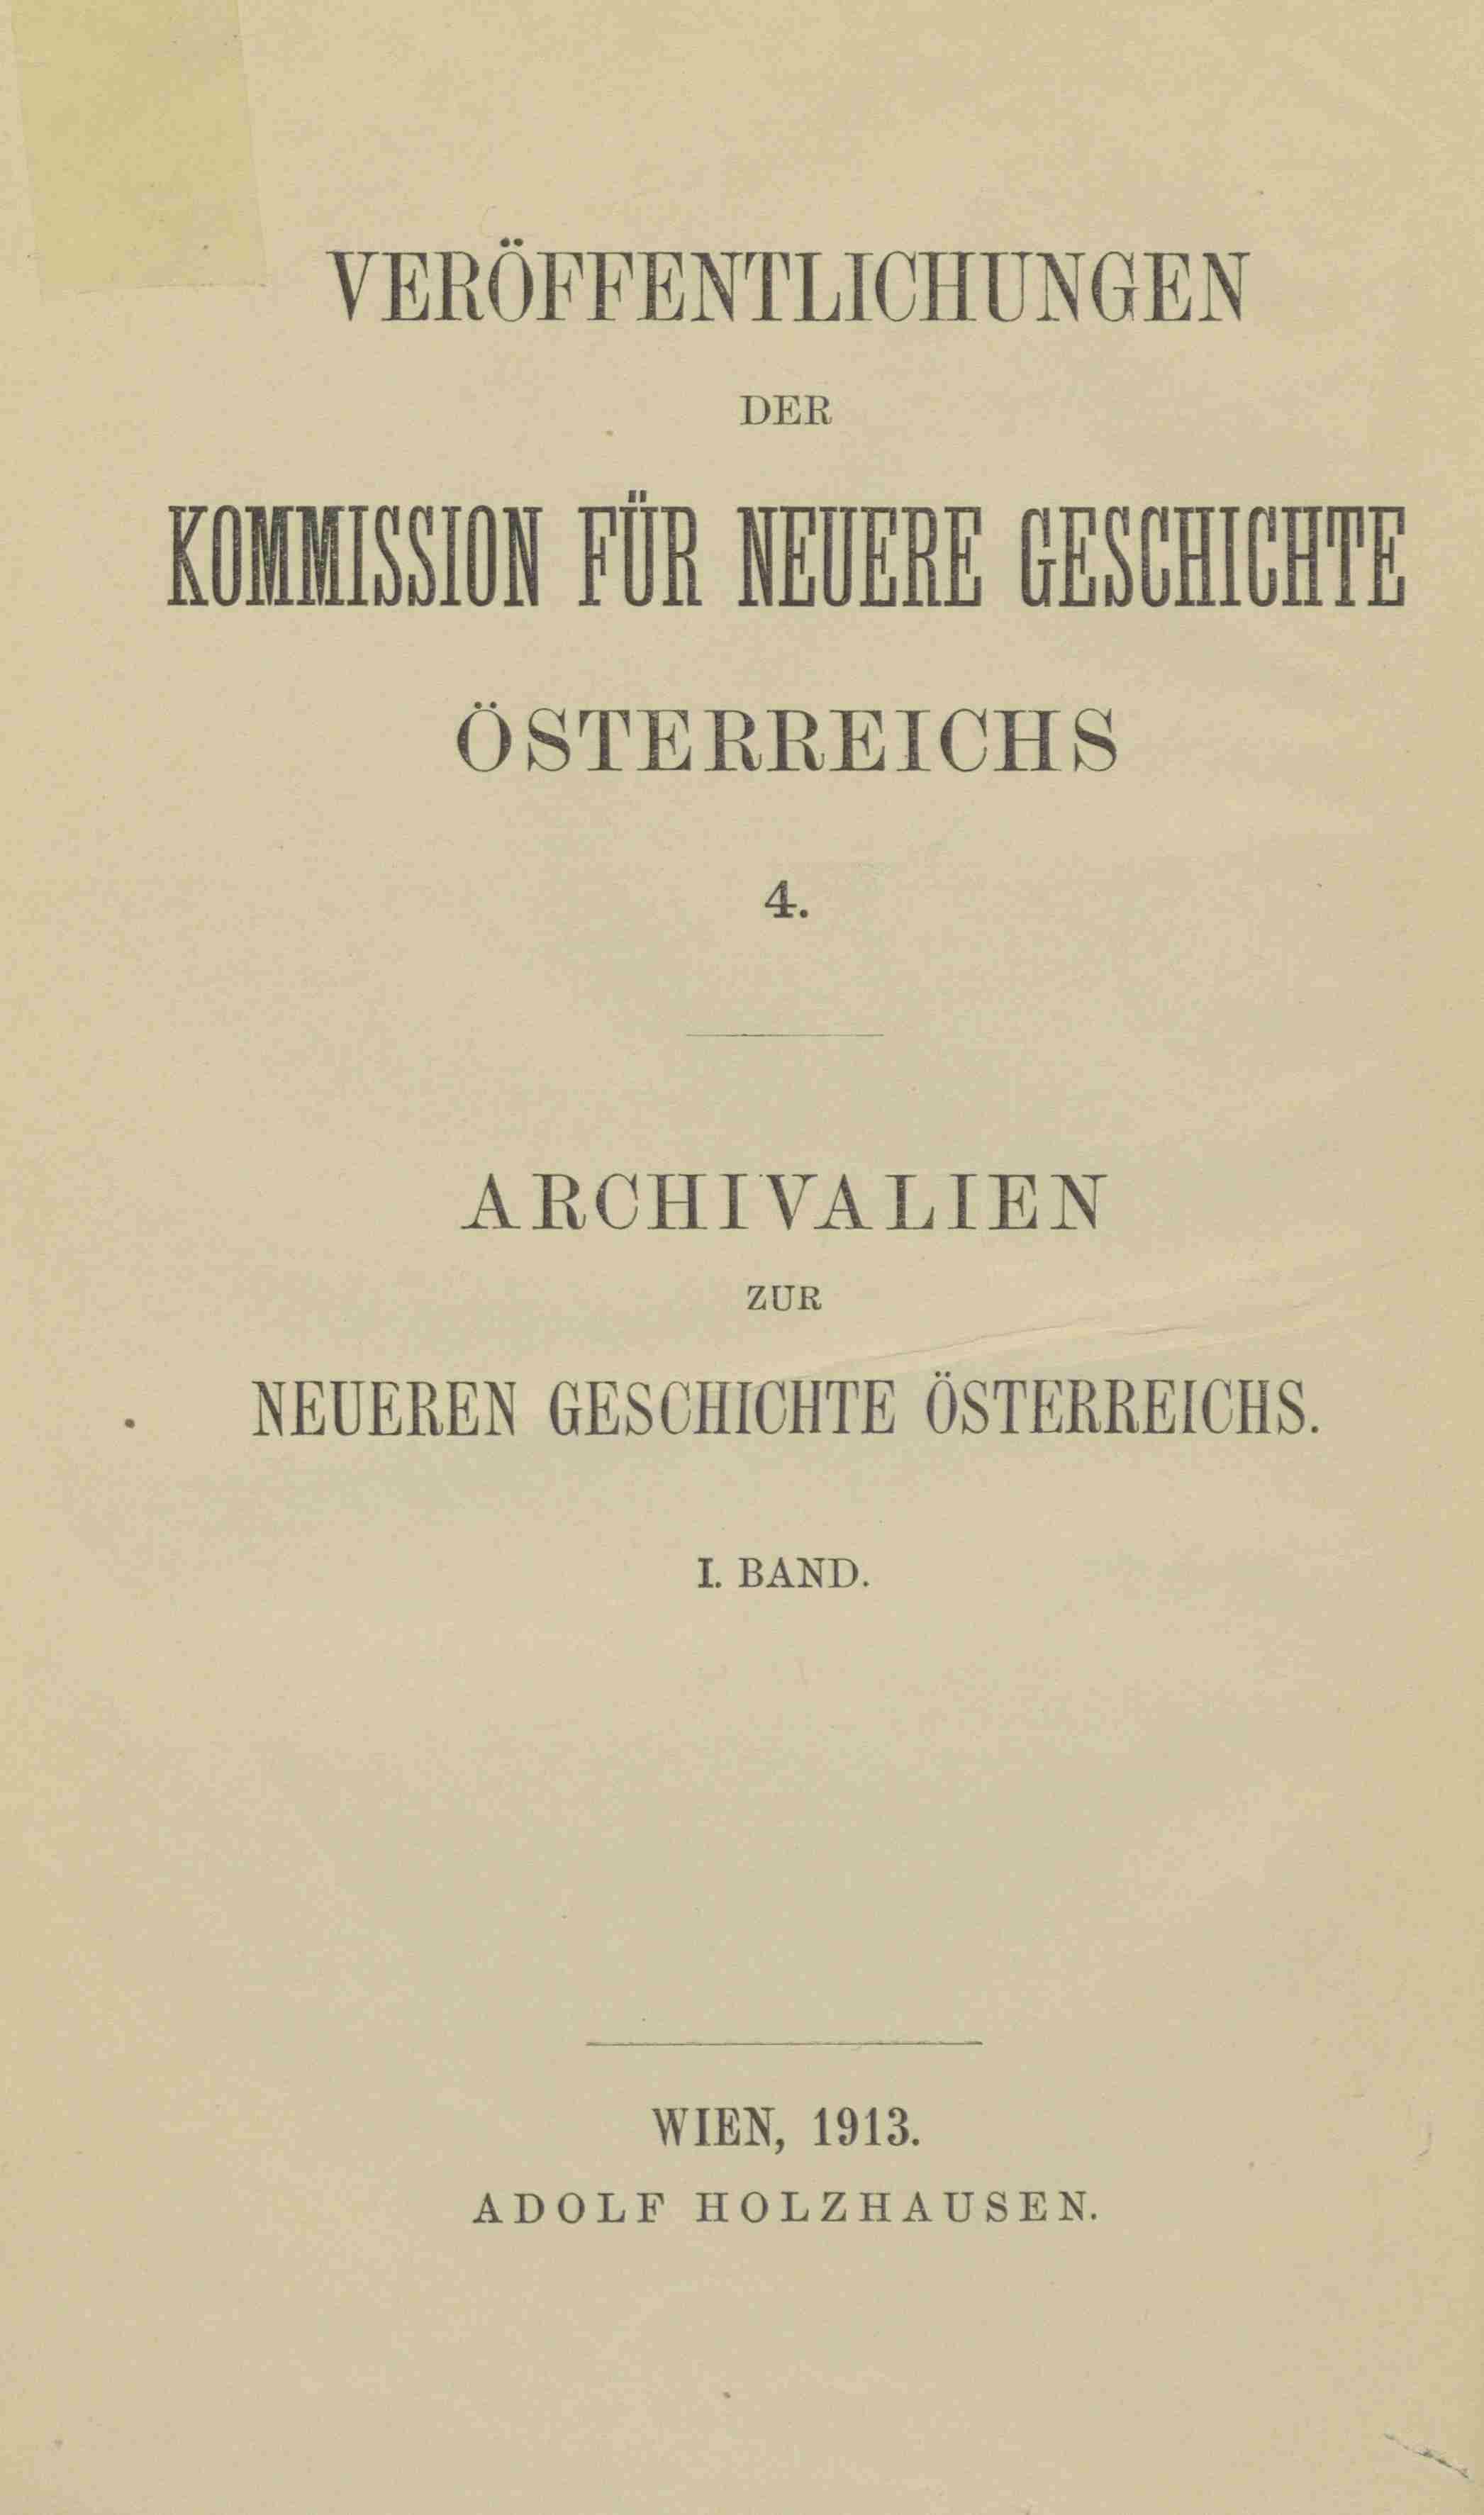 VERÖFFENTLICHUNGEN
DER
KOMMISSION FÜR NEUERE GESCHICHTE
ÖSTERREICHS
4.
ARCHIVALIEN
ZUR
NEUEREN GESCHICHTE ÖSTERREICHS.
I. BAND.
WIEN, 1913.
ADOLF HOLZHAUSEN.